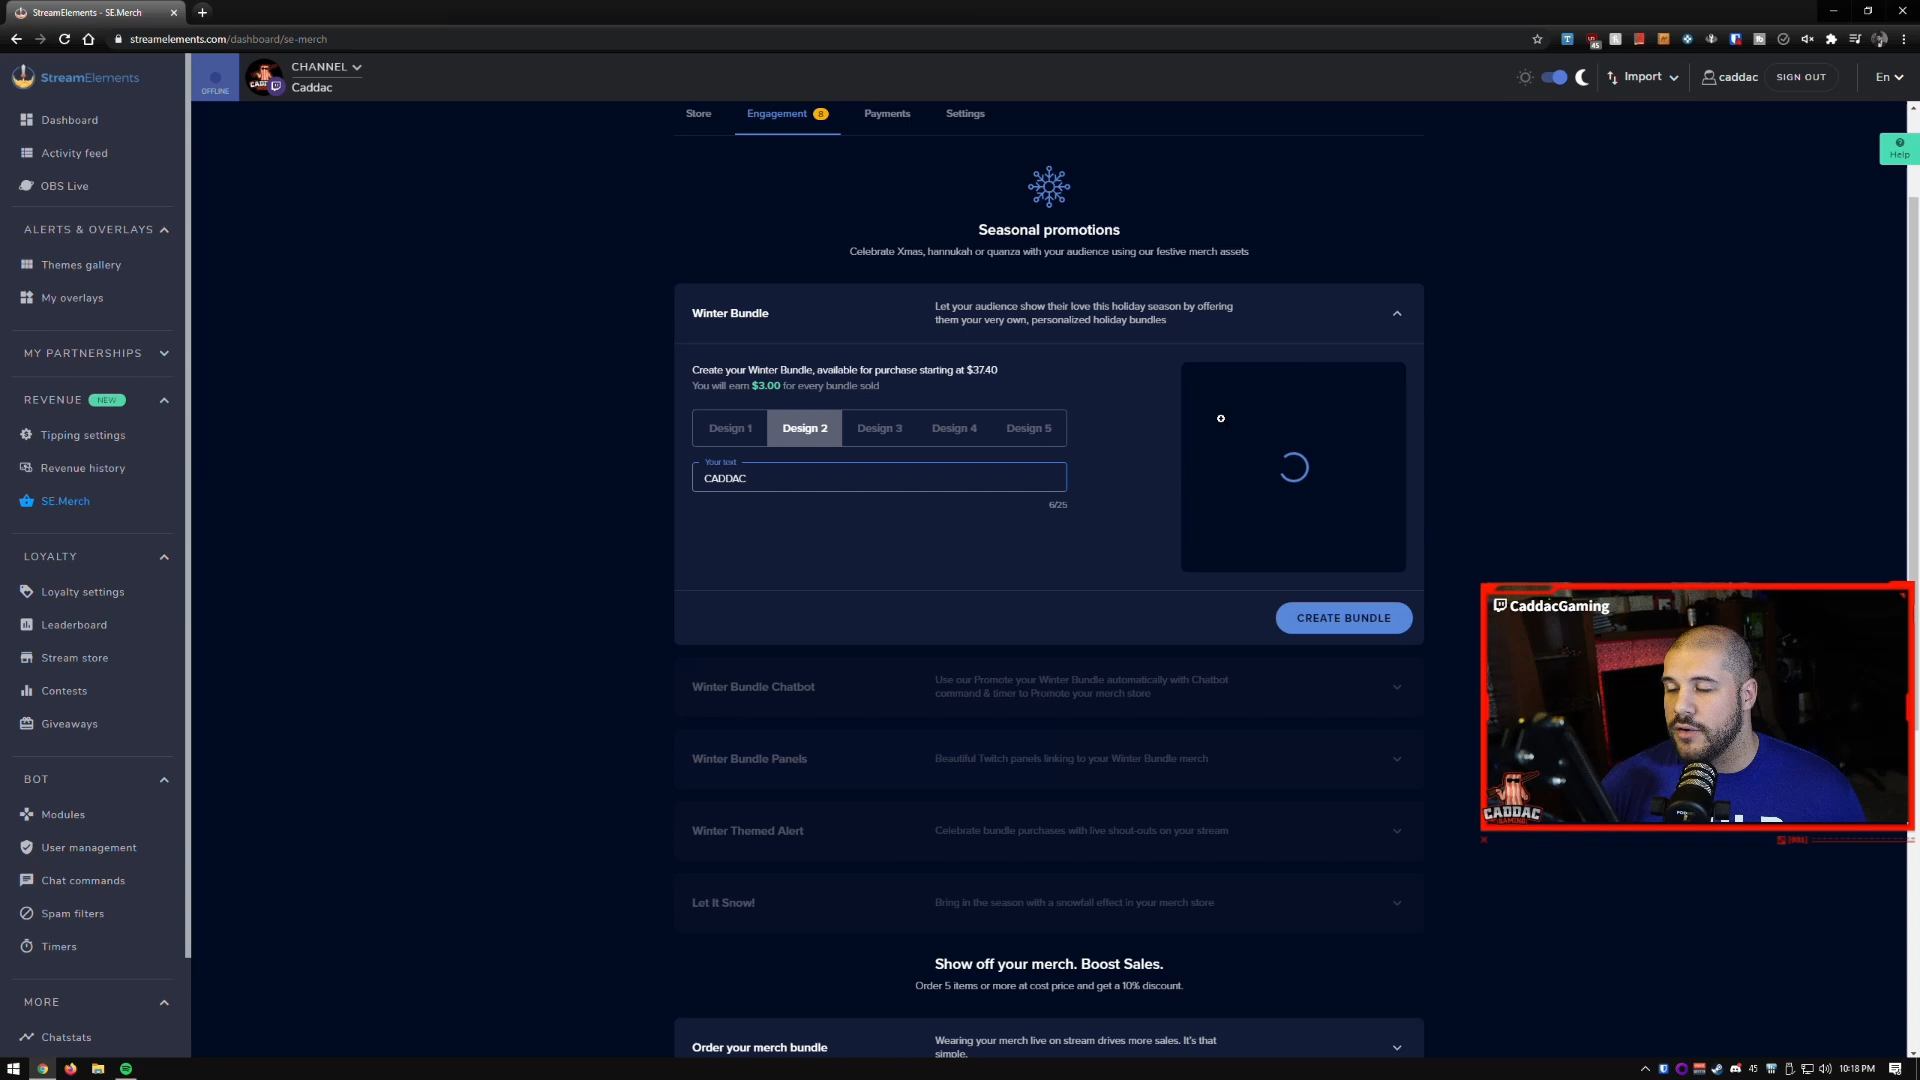 StreamElements - SE.Merch
streamelements.com/dashboard/se-merch
45
StreamElements
OFFLINE
CHANNEL
Caddac
Import
caddac
SIGN OUT
En
Dashboard
Activity feed
OBS Live
ALERTS & OVERLAYS
Themes gallery
My overlays
MY PARTNERSHIPS
REVENUE NEW
Tipping settings
Revenue history
SE.Merch
LOYALTY
Loyalty settings
Leaderboard
Stream store
Contests
Giveaways
BOT
Modules
User management
Chat commands
Spam filters
Timers
MORE
Chatstats
Store
Engagement 8
Payments
Settings
Help
Seasonal promotions
Celebrate Xmas, hannukah or quanza with your audience using our festive merch assets
Winter Bundle
Let your audience show their love this holiday season by offering
them your very own, personalized holiday bundles
Create your Winter Bundle, available for purchase starting at $37.40
You will earn $3.00 for every bundle sold
Design 1
Design 2
Design 3
Design 4
Design 5
Your text
CADDAC
6/25
CREATE BUNDLE
Winter Bundle Chatbot
Use our Promote your Winter Bundle automatically with Chatbot
command & timer to Promote your merch store
Winter Bundle Panels
Beautiful Twitch panels linking to your Winter Bundle merch
Winter Themed Alert
Celebrate bundle purchases with live shout-outs on your stream
Let It Snow!
Bring in the season with a snowfall effect in your merch store
Show off your merch. Boost Sales.
Order 5 items or more at cost price and get a 10% discount.
Order your merch bundle
Wearing your merch live on stream drives more sales. It's that
simple.
CaddacGaming
CADDAC
GAMING
45
10:18 PM